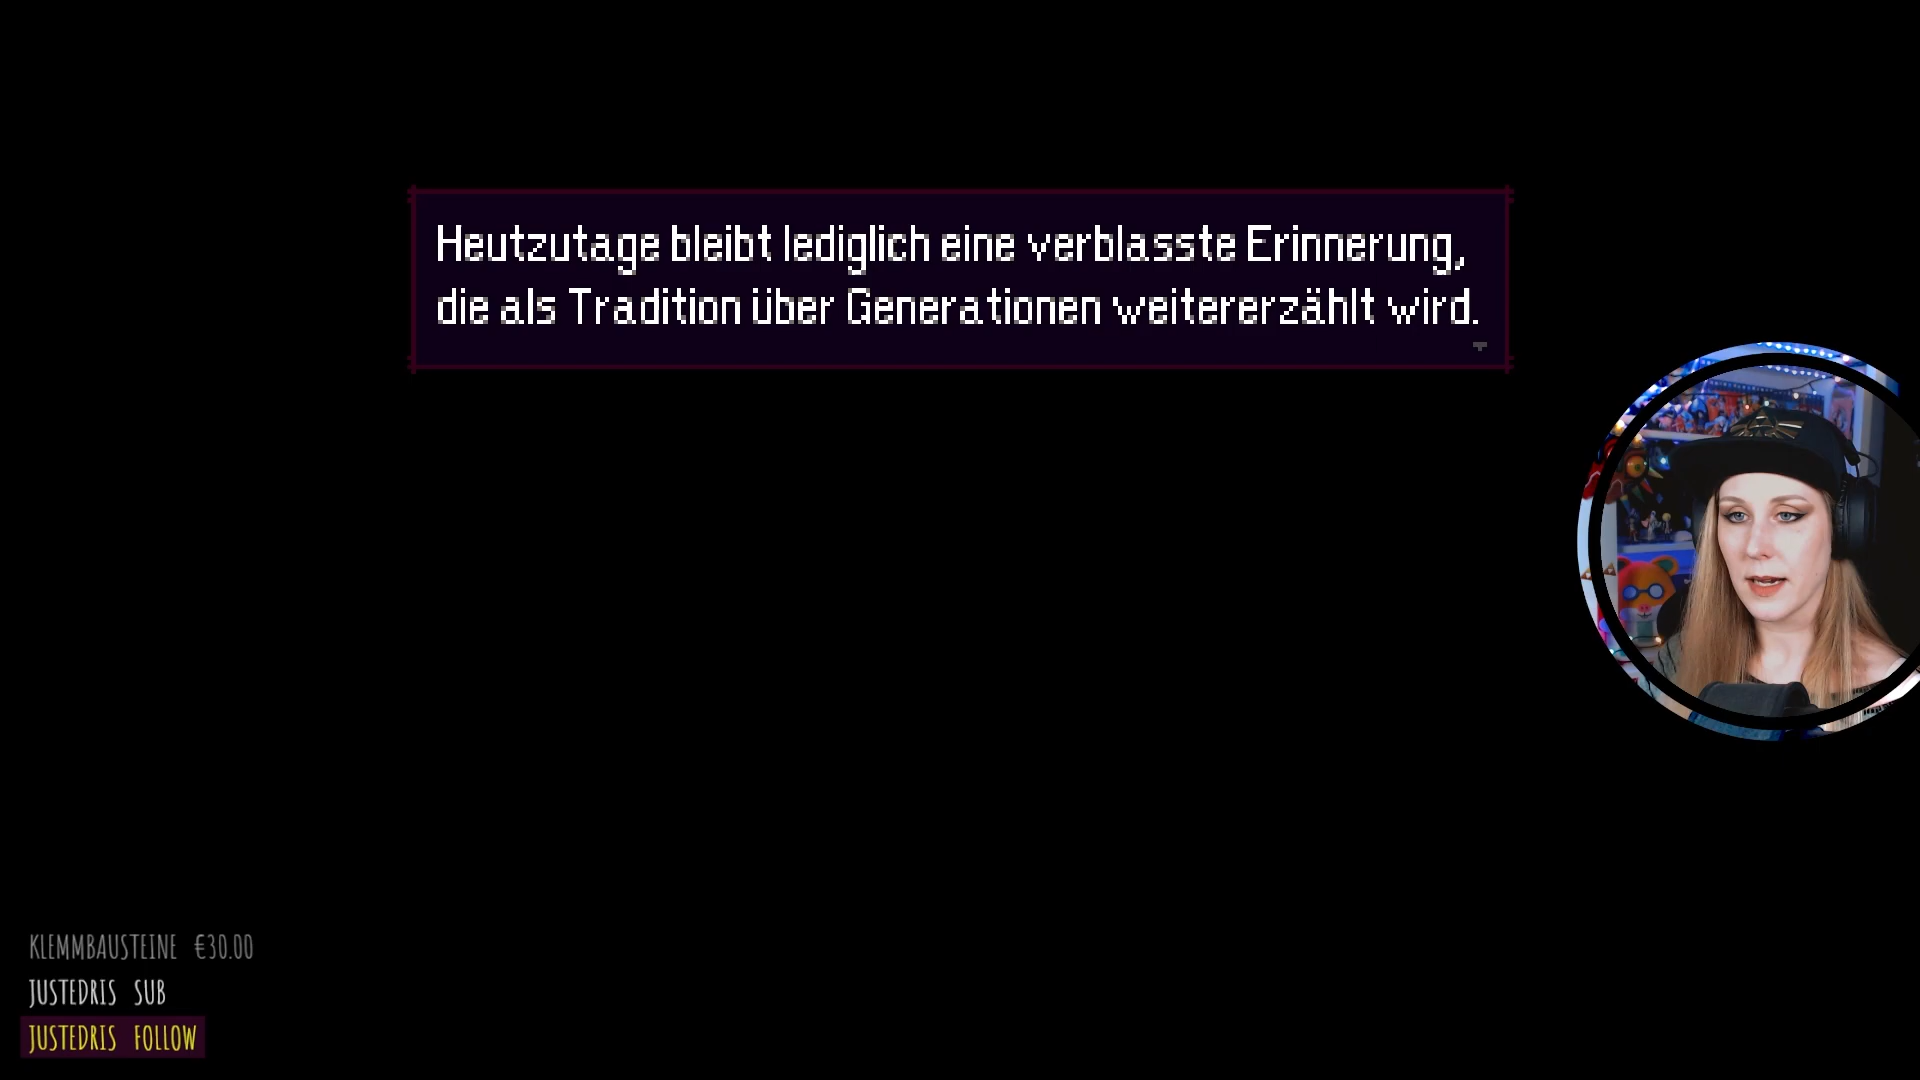 Heutzutage bleibt lediglich eine verblasste Erinnerung,
die als Tradition über Generationen weitererzählt wird.
KLEMMBAUSTEINE €30.00
JUSTEDRIS SUB
JUSTEDRIS FOLLOW